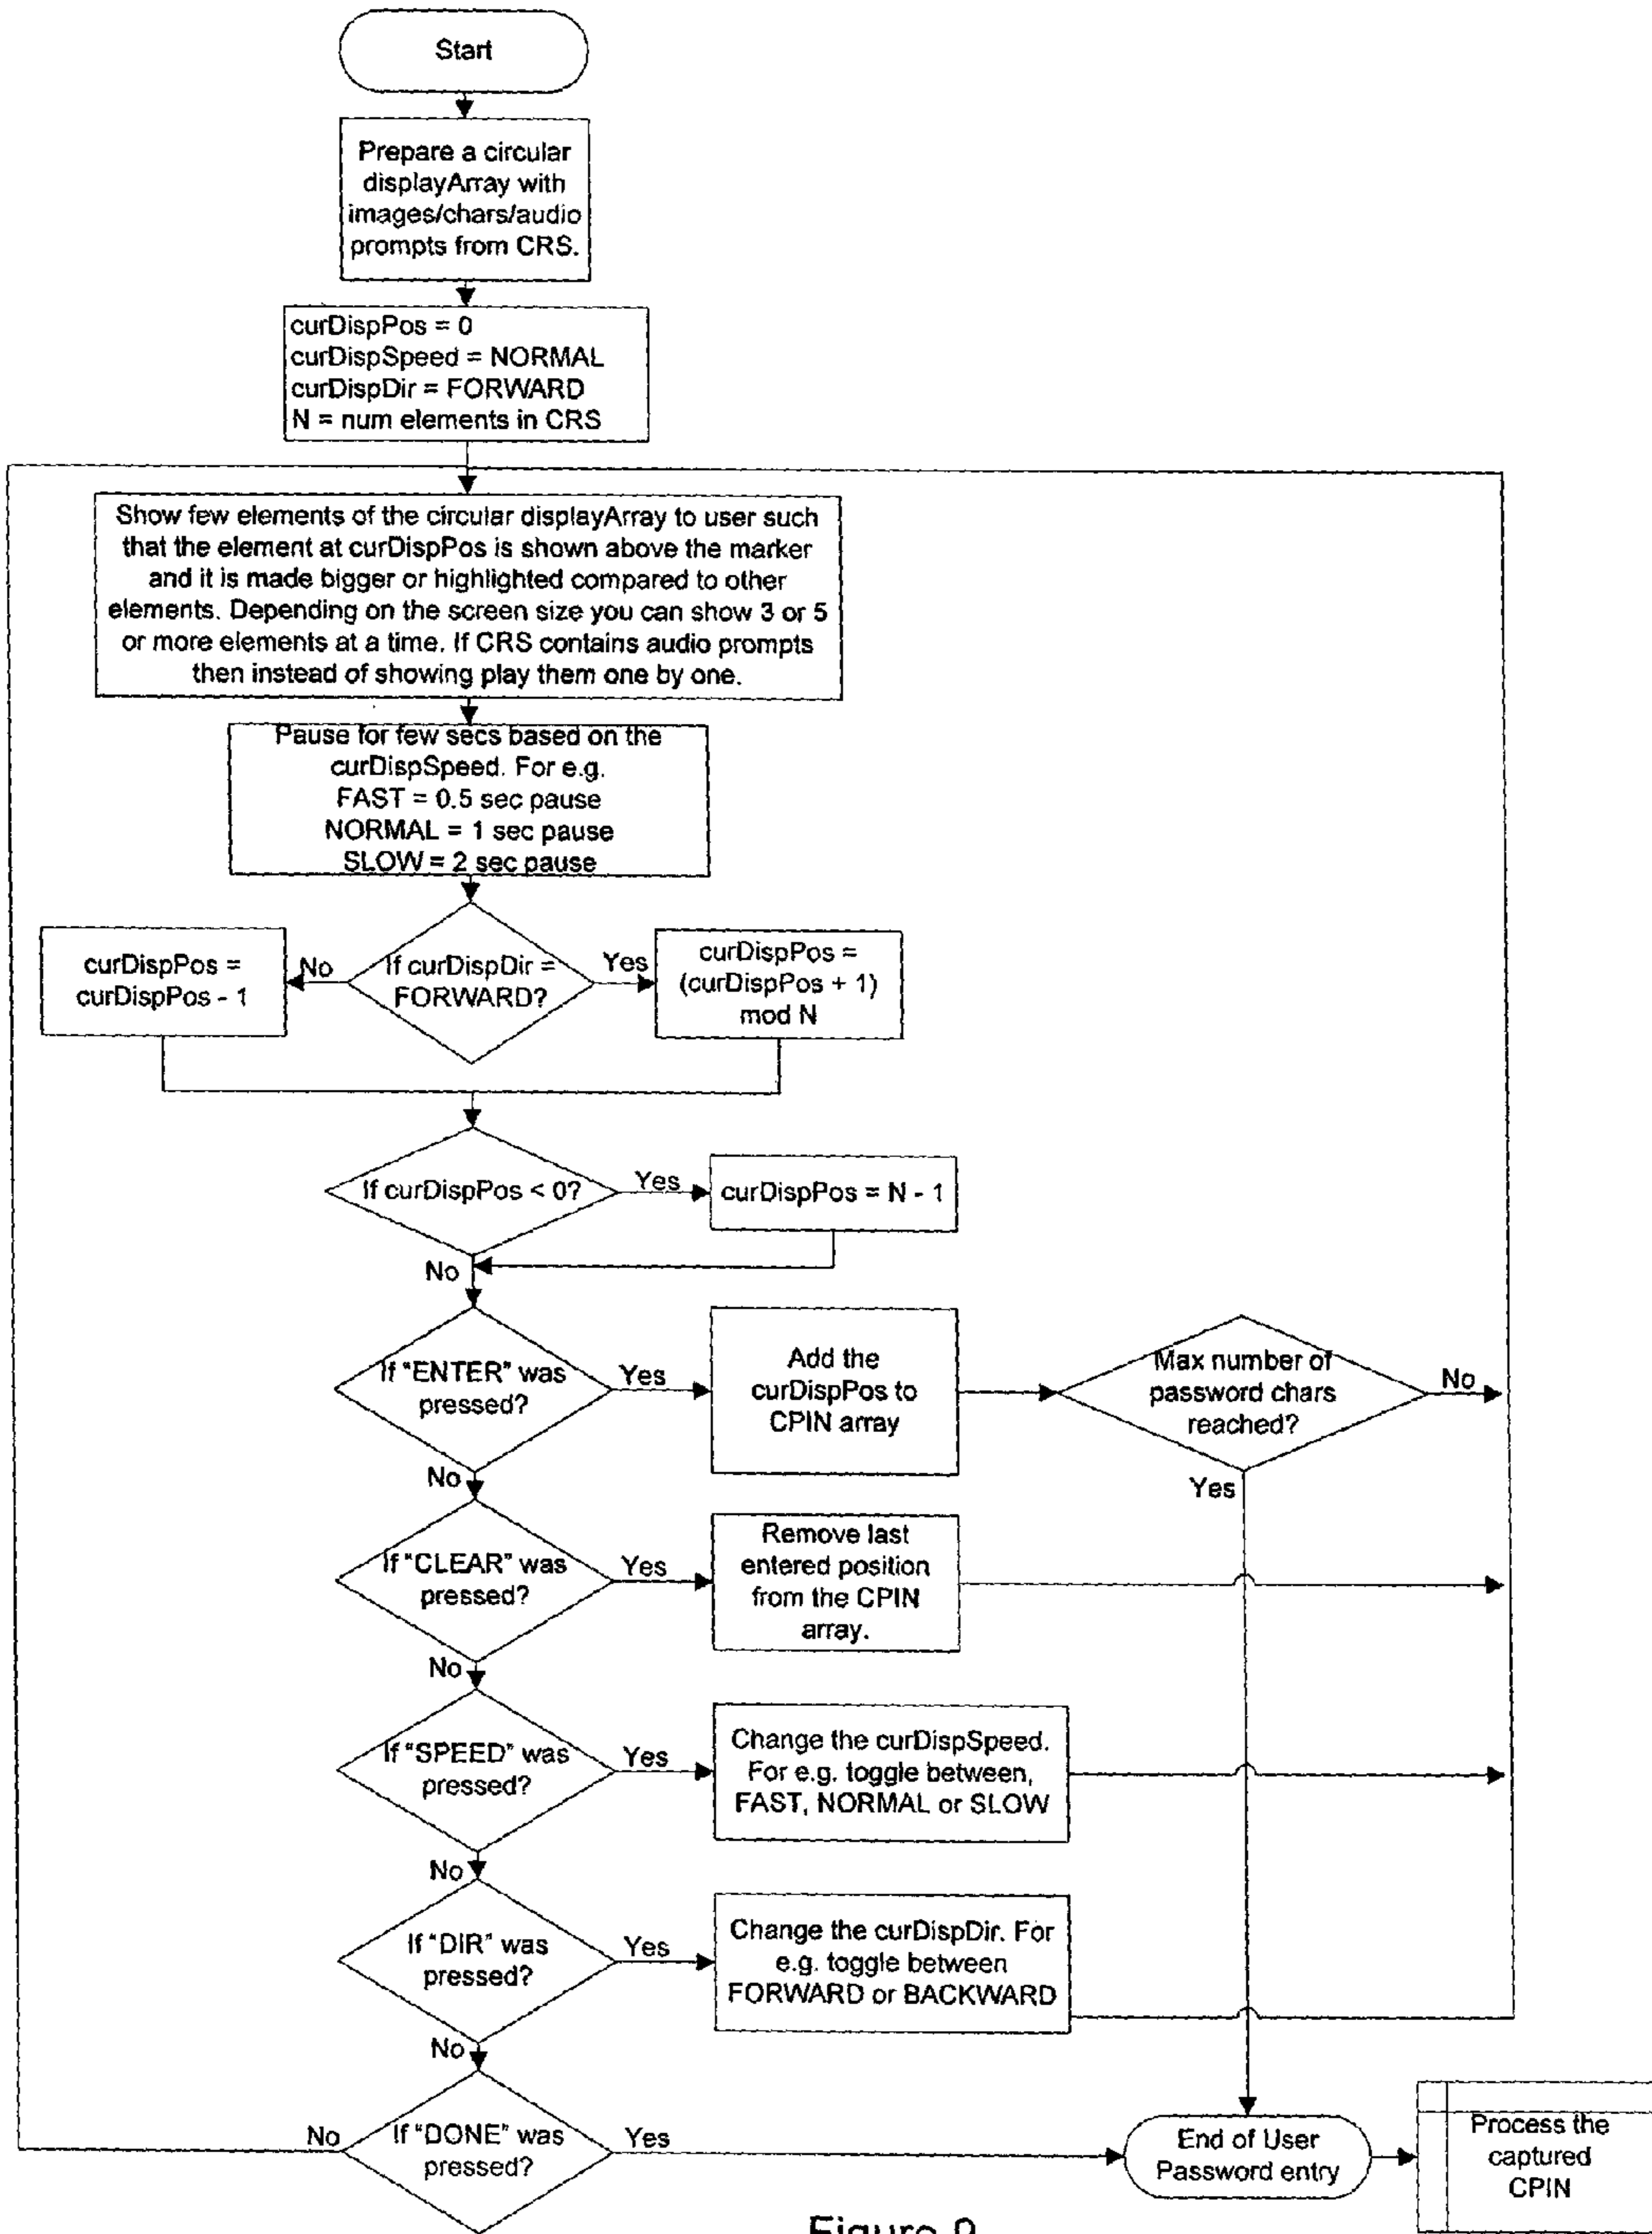 Start
Prepare a circular
displayArray with
images/chars/audio
prompts from CRS.
curDispPos = 0
curDispSpeed = NORMAL
curDispDir = FORWARD
N = num elements in CRS
Show few elements of the circular displayArray to user such
that the element at curDispPos is shown above the marker
and it is made bigger or highlighted compared to other
elements. Depending on the screen size you can show 3 or 5
or more elements at a time. If CRS contains audio prompts
then instead of showing play them one by one.
Pause for few secs based on the
curDispSpeed. For e.g.
FAST = 0.5 sec pause
NORMAL = 1 sec pause
SLOW = 2 sec pause
curDispPos =
curDispPos - 1
No
If curDispDir =
FORWARD?
Yes
curDispPos =
(curDispPos + 1)
mod N
If curDispPos < 0?
Yes
curDispPos = N - 1
No
If "ENTER" was
pressed?
Yes
Add the
curDispPos to
CPIN array
Max number of
password chars
reached?
No
Yes
No
If "CLEAR" was
pressed?
Yes
Remove last
entered position
from the CPIN
array.
No
If "SPEED" was
pressed?
Yes
Change the curDispSpeed.
For e.g. toggle between,
FAST, NORMAL or SLOW
No
If "DIR" was
pressed?
Yes
Change the curDispDir. For
e.g. toggle between
FORWARD or BACKWARD
No
No
If "DONE" was
pressed?
Yes
End of User
Password entry
Process the
captured
CPIN
Figure